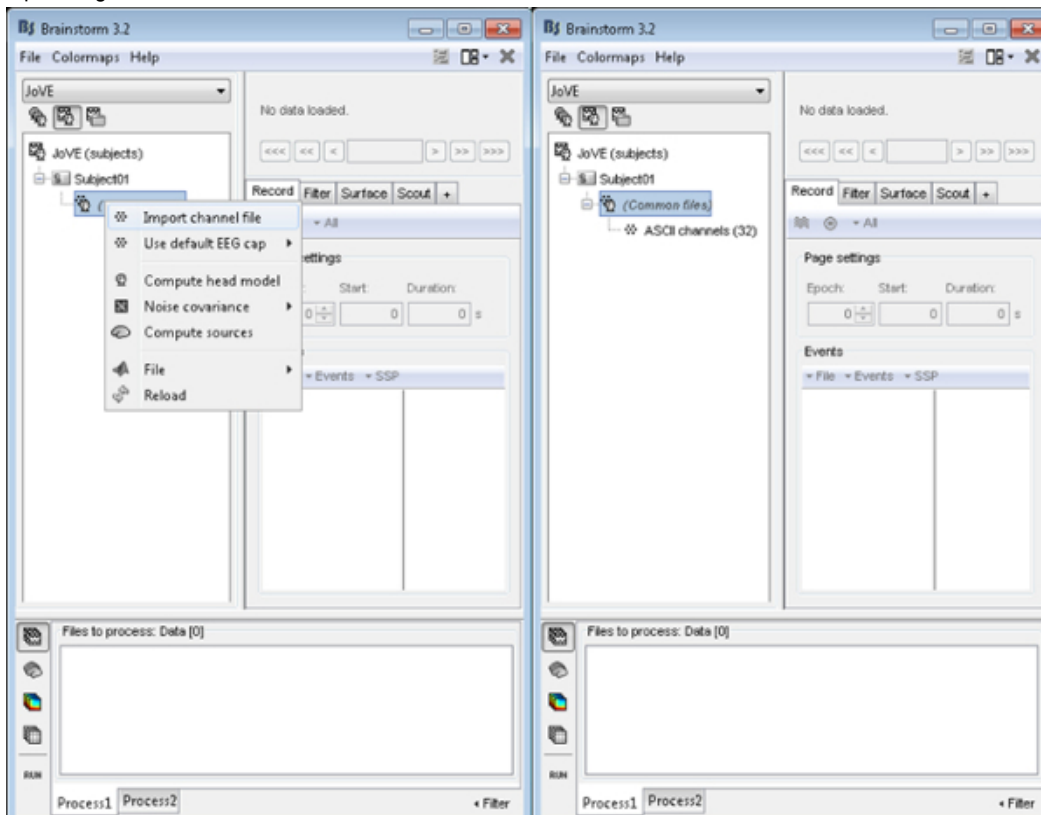 Brainstorm 3.2
File Colormaps Help
JoVE
No data loaded.
<<< << < > >> >>>
JoVE (subjects)
Subject01
Record Filter Surface Scout +
Import channel file
Use default EEG cap
Compute head model
Noise covariance
Compute sources
File
Reload
All
ettings
Start: Duration:
0 0 0 s
Events SSP
Files to process: Data [0]
RUN
Process1 Process2
Filter
Brainstorm 3.2
File Colormaps Help
JoVE
No data loaded.
<<< << < > >> >>>
JoVE (subjects)
Subject01
(Common files)
ASCII channels (32)
Record Filter Surface Scout +
All
Page settings
Epoch: Start: Duration:
0 0 0 s
Events
File Events SSP
Files to process: Data [0]
RUN
Process1 Process2
Filter